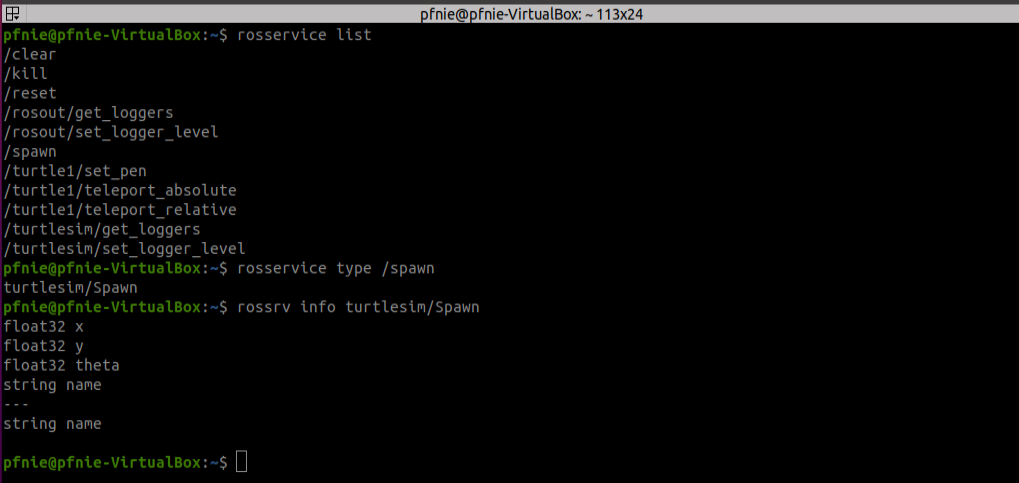 pfnie@pfnie-VirtualBox: ~ 113x24
pfnie@pfnie-VirtualBox:~$ rosservice list
/clear
/kill
/reset
/rosout/get_loggers
/rosout/set_logger_level
/spawn
/turtle1/set_pen
/turtle1/teleport_absolute
/turtle1/teleport_relative
/turtlesim/get_loggers
/turtlesim/set_logger_level
pfnie@pfnie-VirtualBox:~$ rosservice type /spawn
turtlesim/Spawn
pfnie@pfnie-VirtualBox:~$ rossrv info turtlesim/Spawn
float32 x
float32 y
float32 theta
string name
---
string name
pfnie@pfnie-VirtualBox:~$